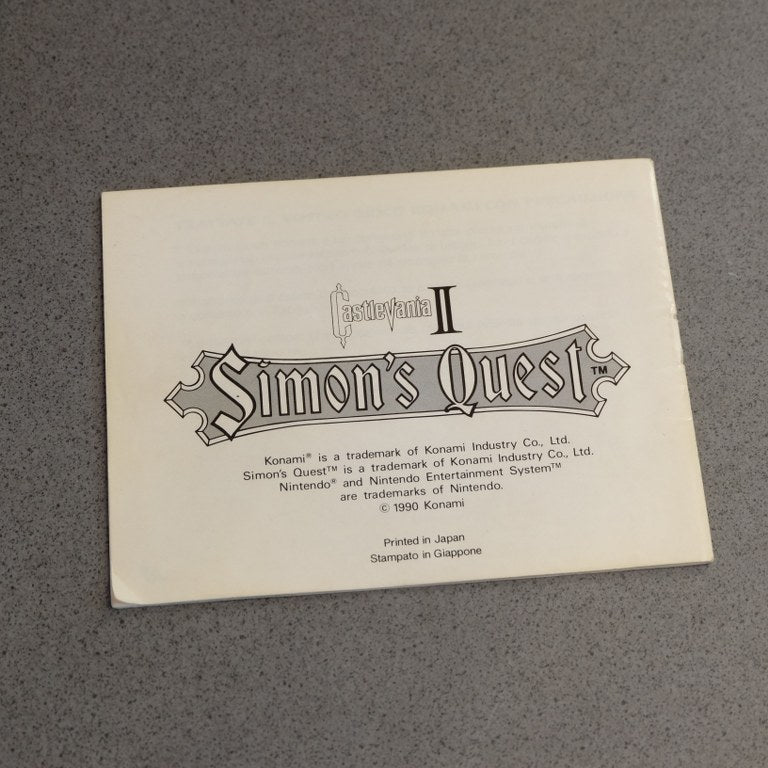 Castlevania II
Simon's Quest™
Konami® is a trademark of Konami Industry Co., Ltd.
Simon's Quest™ is a trademark of Konami Industry Co., Ltd.
Nintendo® and Nintendo Entertainment System™
are trademarks of Nintendo.
© 1990 Konami
Printed in Japan
Stampato in Giappone